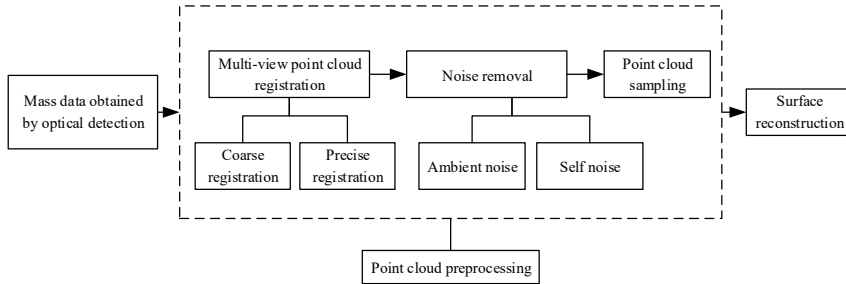 Mass data obtained
by optical detection
Multi-view point cloud
registration
Noise removal
Point cloud
sampling
Surface
reconstruction
Coarse
registration
Precise
registration
Ambient noise
Self noise
Point cloud preprocessing